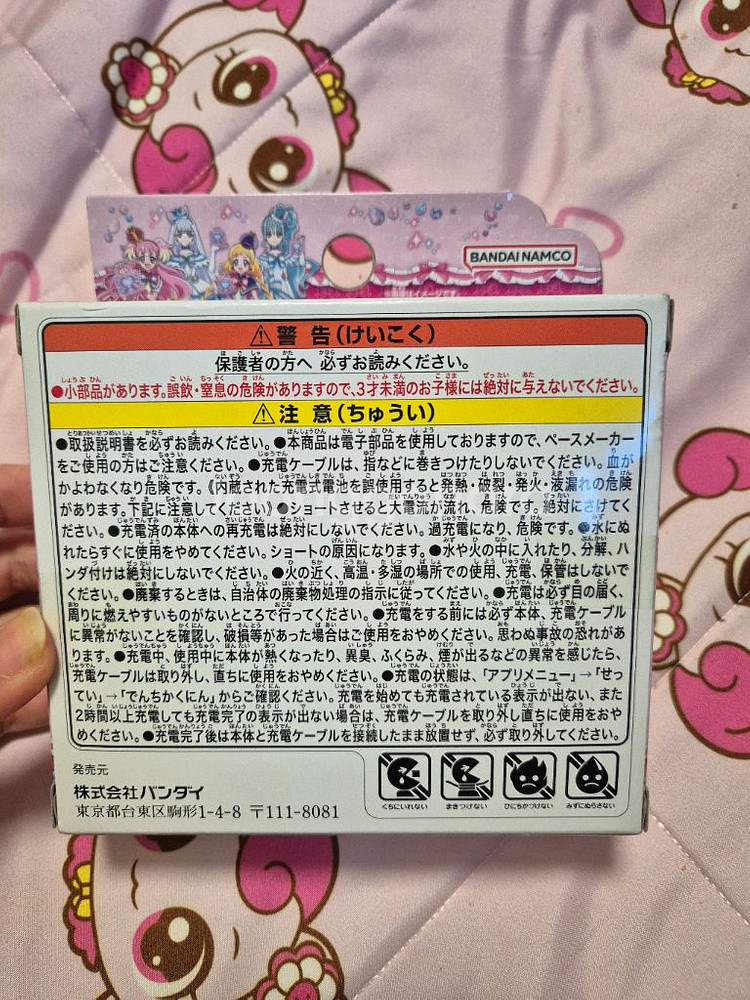 BANDAI NAMCO
⚠警 告(けいこく)
保護者の方へ 必ずお読みください。
●小部品があります。誤飲・窒息の危険がありますので、3才未満のお子様には絶対に与えないでください。
⚠注 意(ちゅうい)
●取扱説明書を必ずお読みください。●本商品は電子部品を使用しておりますので、ペースメーカー
をご使用の方はご注意ください。●充電ケーブルは、指などに巻きつけたりしないでください。血が
かよわなくなり危険です。《内蔵された充電式電池を誤使用すると発熱・破裂・発火・液漏れの危険
があります。下記に注意してください》●ショートさせると大電流が流れ、危険です。絶対にさけてく
ださい。●充電済の本体への再充電は絶対にしないでください。過充電になり、危険です。●水にぬ
れたらすぐに使用をやめてください。ショートの原因になります。●水や火の中に入れたり、分解、ハ
ンダ付けは絶対にしないでください。●火の近く、高温・多湿の場所での使用、充電、保管はしないで
ください。●廃棄するときは、自治体の廃棄物処理の指示に従ってください。●充電は必ず目の届く、
周りに燃えやすいものがないところで行ってください。●充電をする前には必ず本体、充電ケーブル
に異常がないことを確認し、破損等があった場合はご使用をおやめください。思わぬ事故の恐れがあ
ります。●充電中、使用中に本体が熱くなったり、異臭、ふくらみ、煙が出るなどの異常を感じたら、
充電ケーブルは取り外し、直ちに使用をおやめください。●充電の状態は、「アプリメニュー」→「せっ
てい」→「でんちかくにん」からご確認ください。充電を始めても充電されている表示が出ない、また
2時間以上充電しても充電完了の表示が出ない場合は、充電ケーブルを取り外し直ちに使用をおや
めください。●充電完了後は本体と充電ケーブルを接続したまま放置せず、必ず取り外してください。
発売元
株式会社バンダイ
東京都台東区駒形1-4-8 〒111-8081
くちにいれない まきつけない ひにちかづけない みずにぬらさない